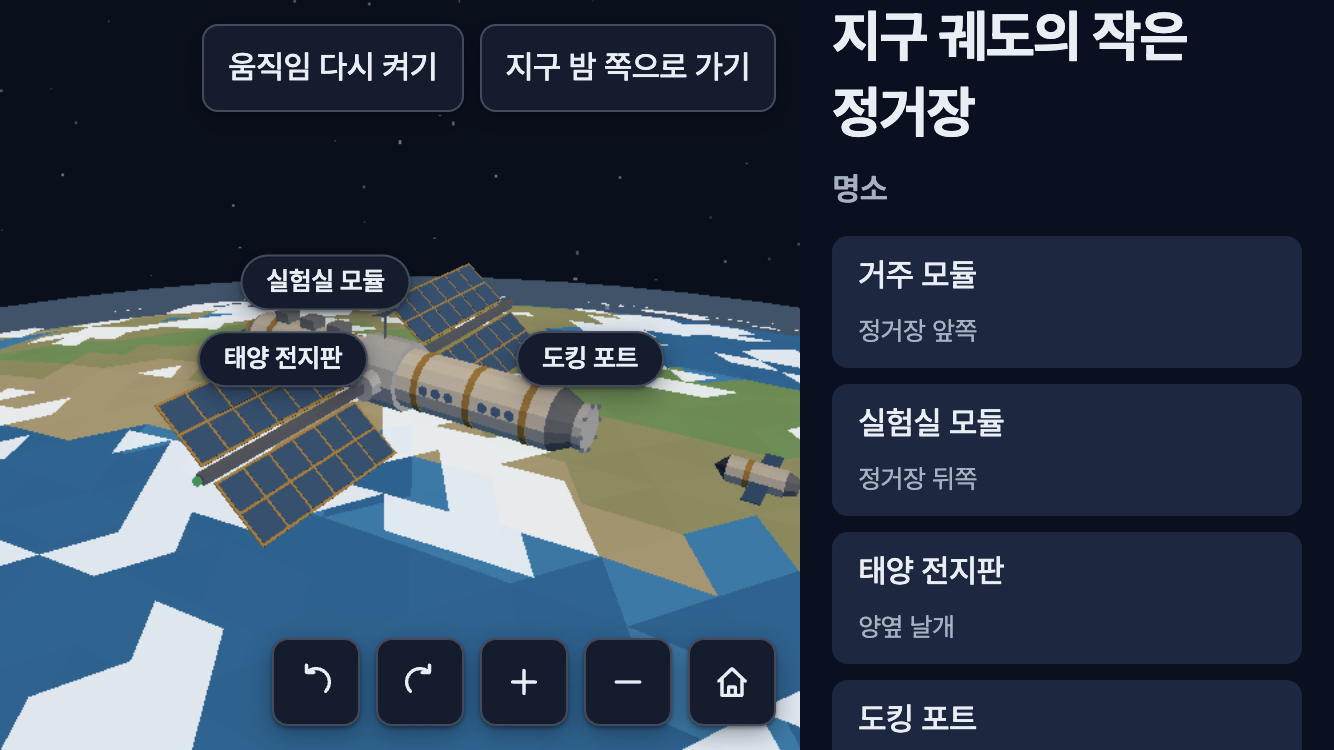 움직임 다시 켜기
지구 밤 쪽으로 가기
실험실 모듈
태양 전지판
도킹 포트
지구 궤도의 작은
정거장
명소
거주 모듈
정거장 앞쪽
실험실 모듈
정거장 뒤쪽
태양 전지판
양옆 날개
도킹 포트